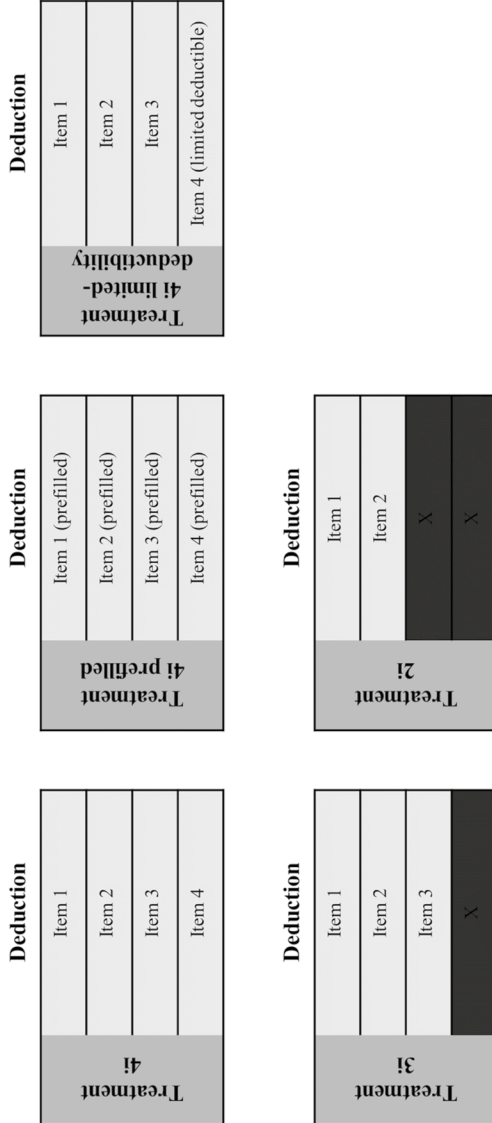 Deduction
Treatment
4i
Item 1
Item 2
Item 3
Item 4
Deduction
Treatment
4i prefilled
Item 1 (prefilled)
Item 2 (prefilled)
Item 3 (prefilled)
Item 4 (prefilled)
Deduction
Treatment
4i limited-
deductibility
Item 1
Item 2
Item 3
Item 4 (limited deductible)
Deduction
Treatment
3i
Item 1
Item 2
Item 3
X
Deduction
Treatment
2i
Item 1
Item 2
X
X